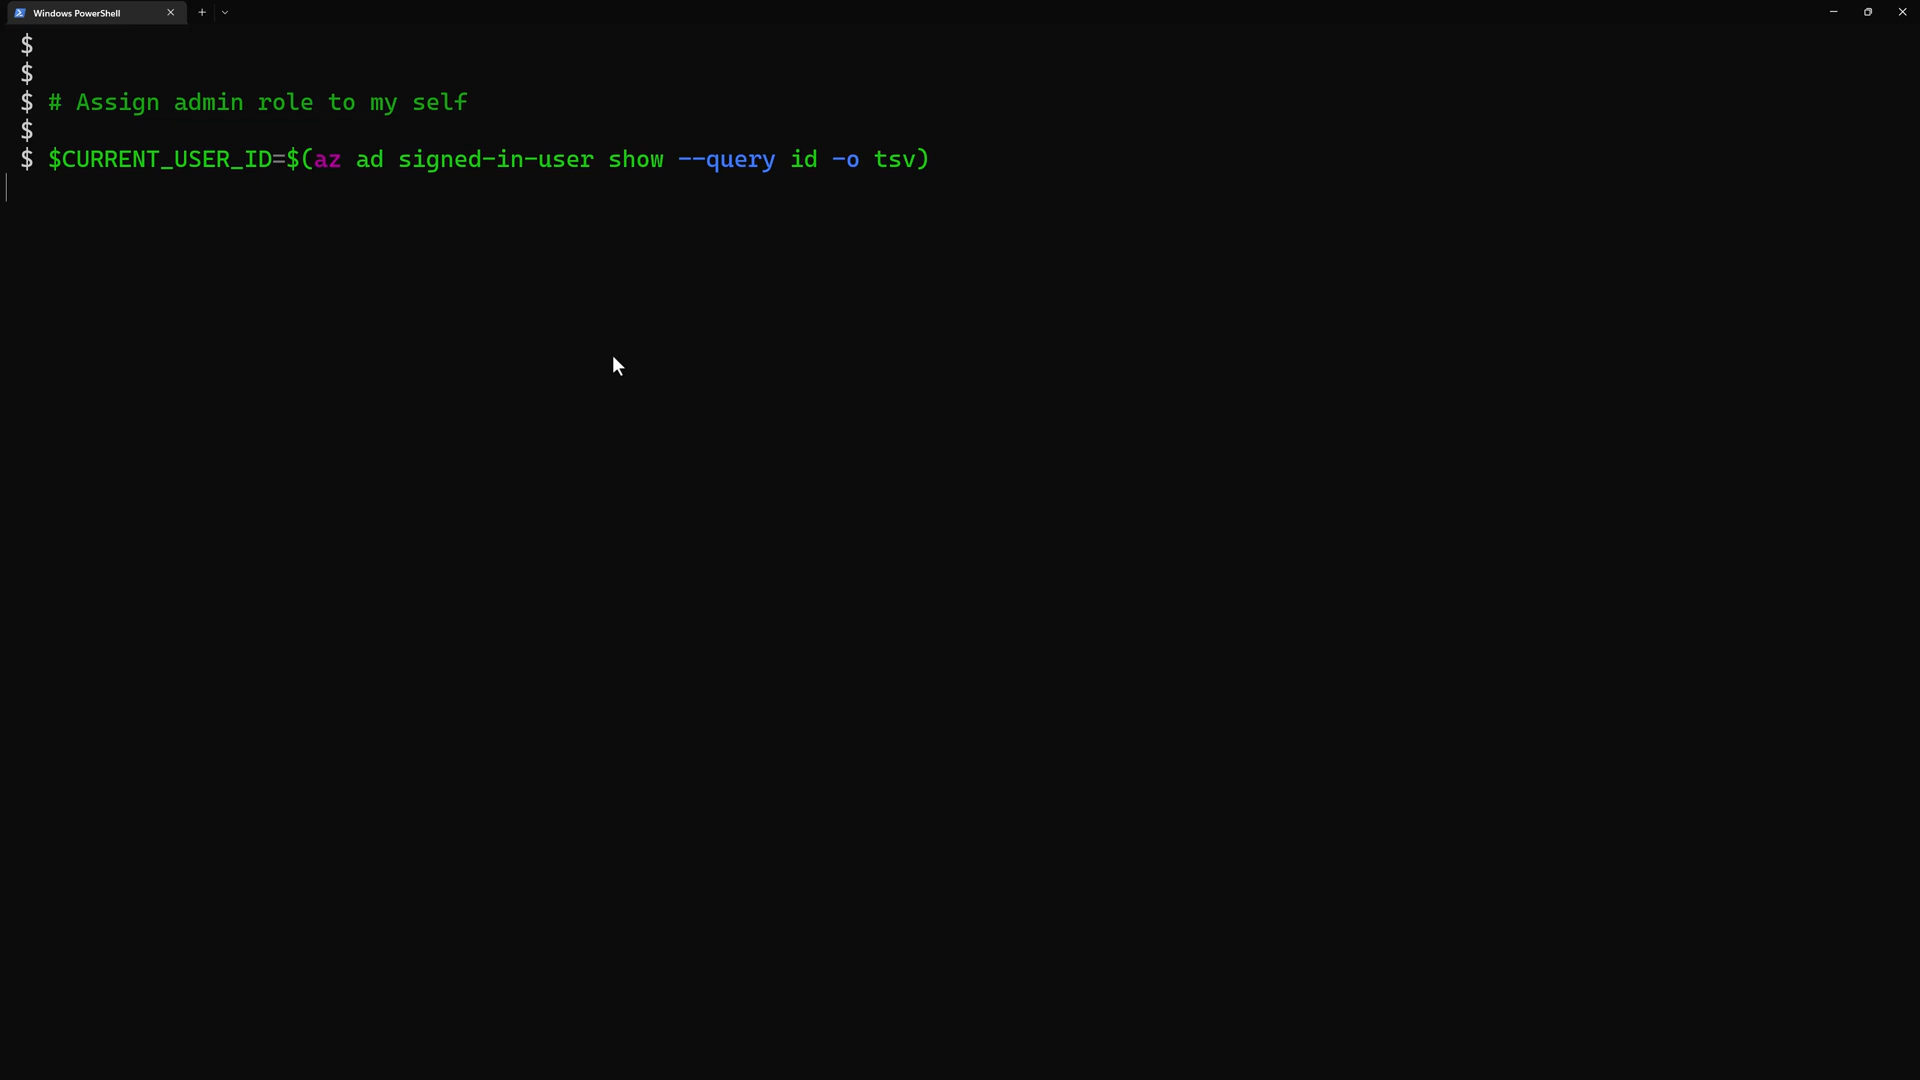 Windows PowerShell
$
$
$ # Assign admin role to my self
$
$ $CURRENT_USER_ID=$(az ad signed-in-user show --query id -o tsv)